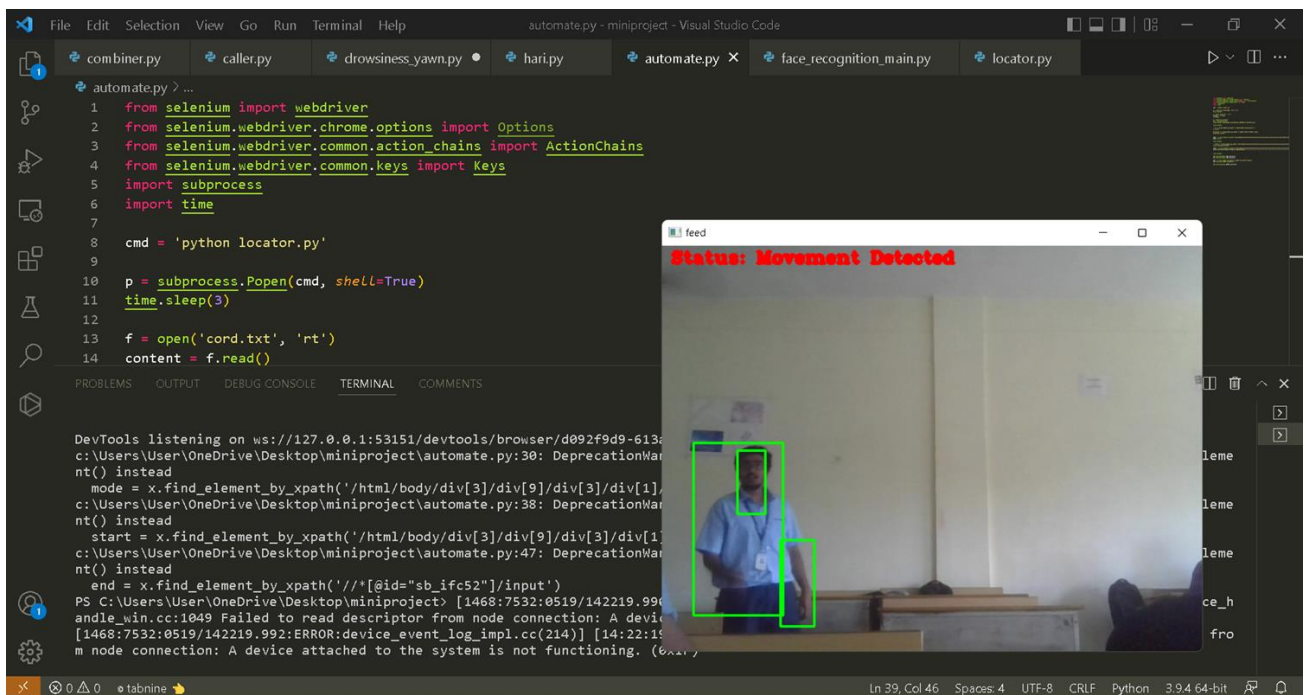 File Edit Selection View Go Run Terminal Help
automate.py - miniproject - Visual Studio Code
combiner.py caller.py drowsiness_yawn.py hari.py automate.py face_recognition_main.py locator.py
automate.py > ...
1 from selenium import webdriver
2 from selenium.webdriver.chrome.options import Options
3 from selenium.webdriver.common.action_chains import ActionChains
4 from selenium.webdriver.common.keys import Keys
5 import subprocess
6 import time
7
8 cmd = 'python locator.py'
9
10 p = subprocess.Popen(cmd, shell=True)
11 time.sleep(3)
12
13 f = open('cord.txt', 'rt')
14 content = f.read()
feed
Status: Movement Detected
PROBLEMS OUTPUT DEBUG CONSOLE TERMINAL COMMENTS
DevTools listening on ws://127.0.0.1:53151/devtools/browser/d092f9d9-613
c:\Users\User\OneDrive\Desktop\miniproject\automate.py:30: DeprecationWa leme
nt() instead
mode = x.find_element_by_xpath('/html/body/div[3]/div[9]/div[3]/div[1]
c:\Users\User\OneDrive\Desktop\miniproject\automate.py:38: DeprecationWa leme
nt() instead
start = x.find_element_by_xpath('/html/body/div[3]/div[9]/div[3]/div[1
c:\Users\User\OneDrive\Desktop\miniproject\automate.py:47: DeprecationWa leme
nt() instead
end = x.find_element_by_xpath('//*[@id="sb_ifc52"]/input')
PS C:\Users\User\OneDrive\Desktop\miniproject> [1468:7532:0519/142219.99 ce_h
andle_win.cc:1049 Failed to read descriptor from node connection: A devi
[1468:7532:0519/142219.992:ERROR:device_event_log_impl.cc(214)] [14:22:19 fro
m node connection: A device attached to the system is not functioning.
1
1
0 0 tabnine
Ln 39, Col 46 Spaces: 4 UTF-8 CRLF Python 3.9.4 64-bit